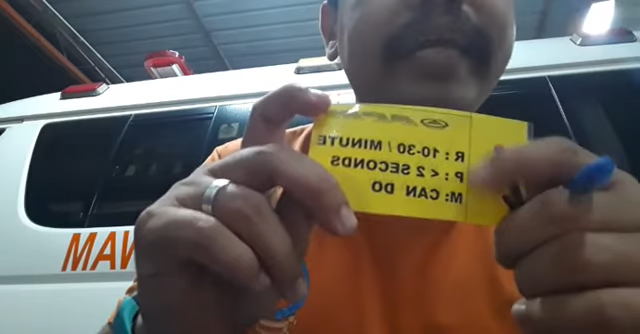 R : 10-30 / MINUTE
P : < 2 SECONDS
M: CAN DO
MAW